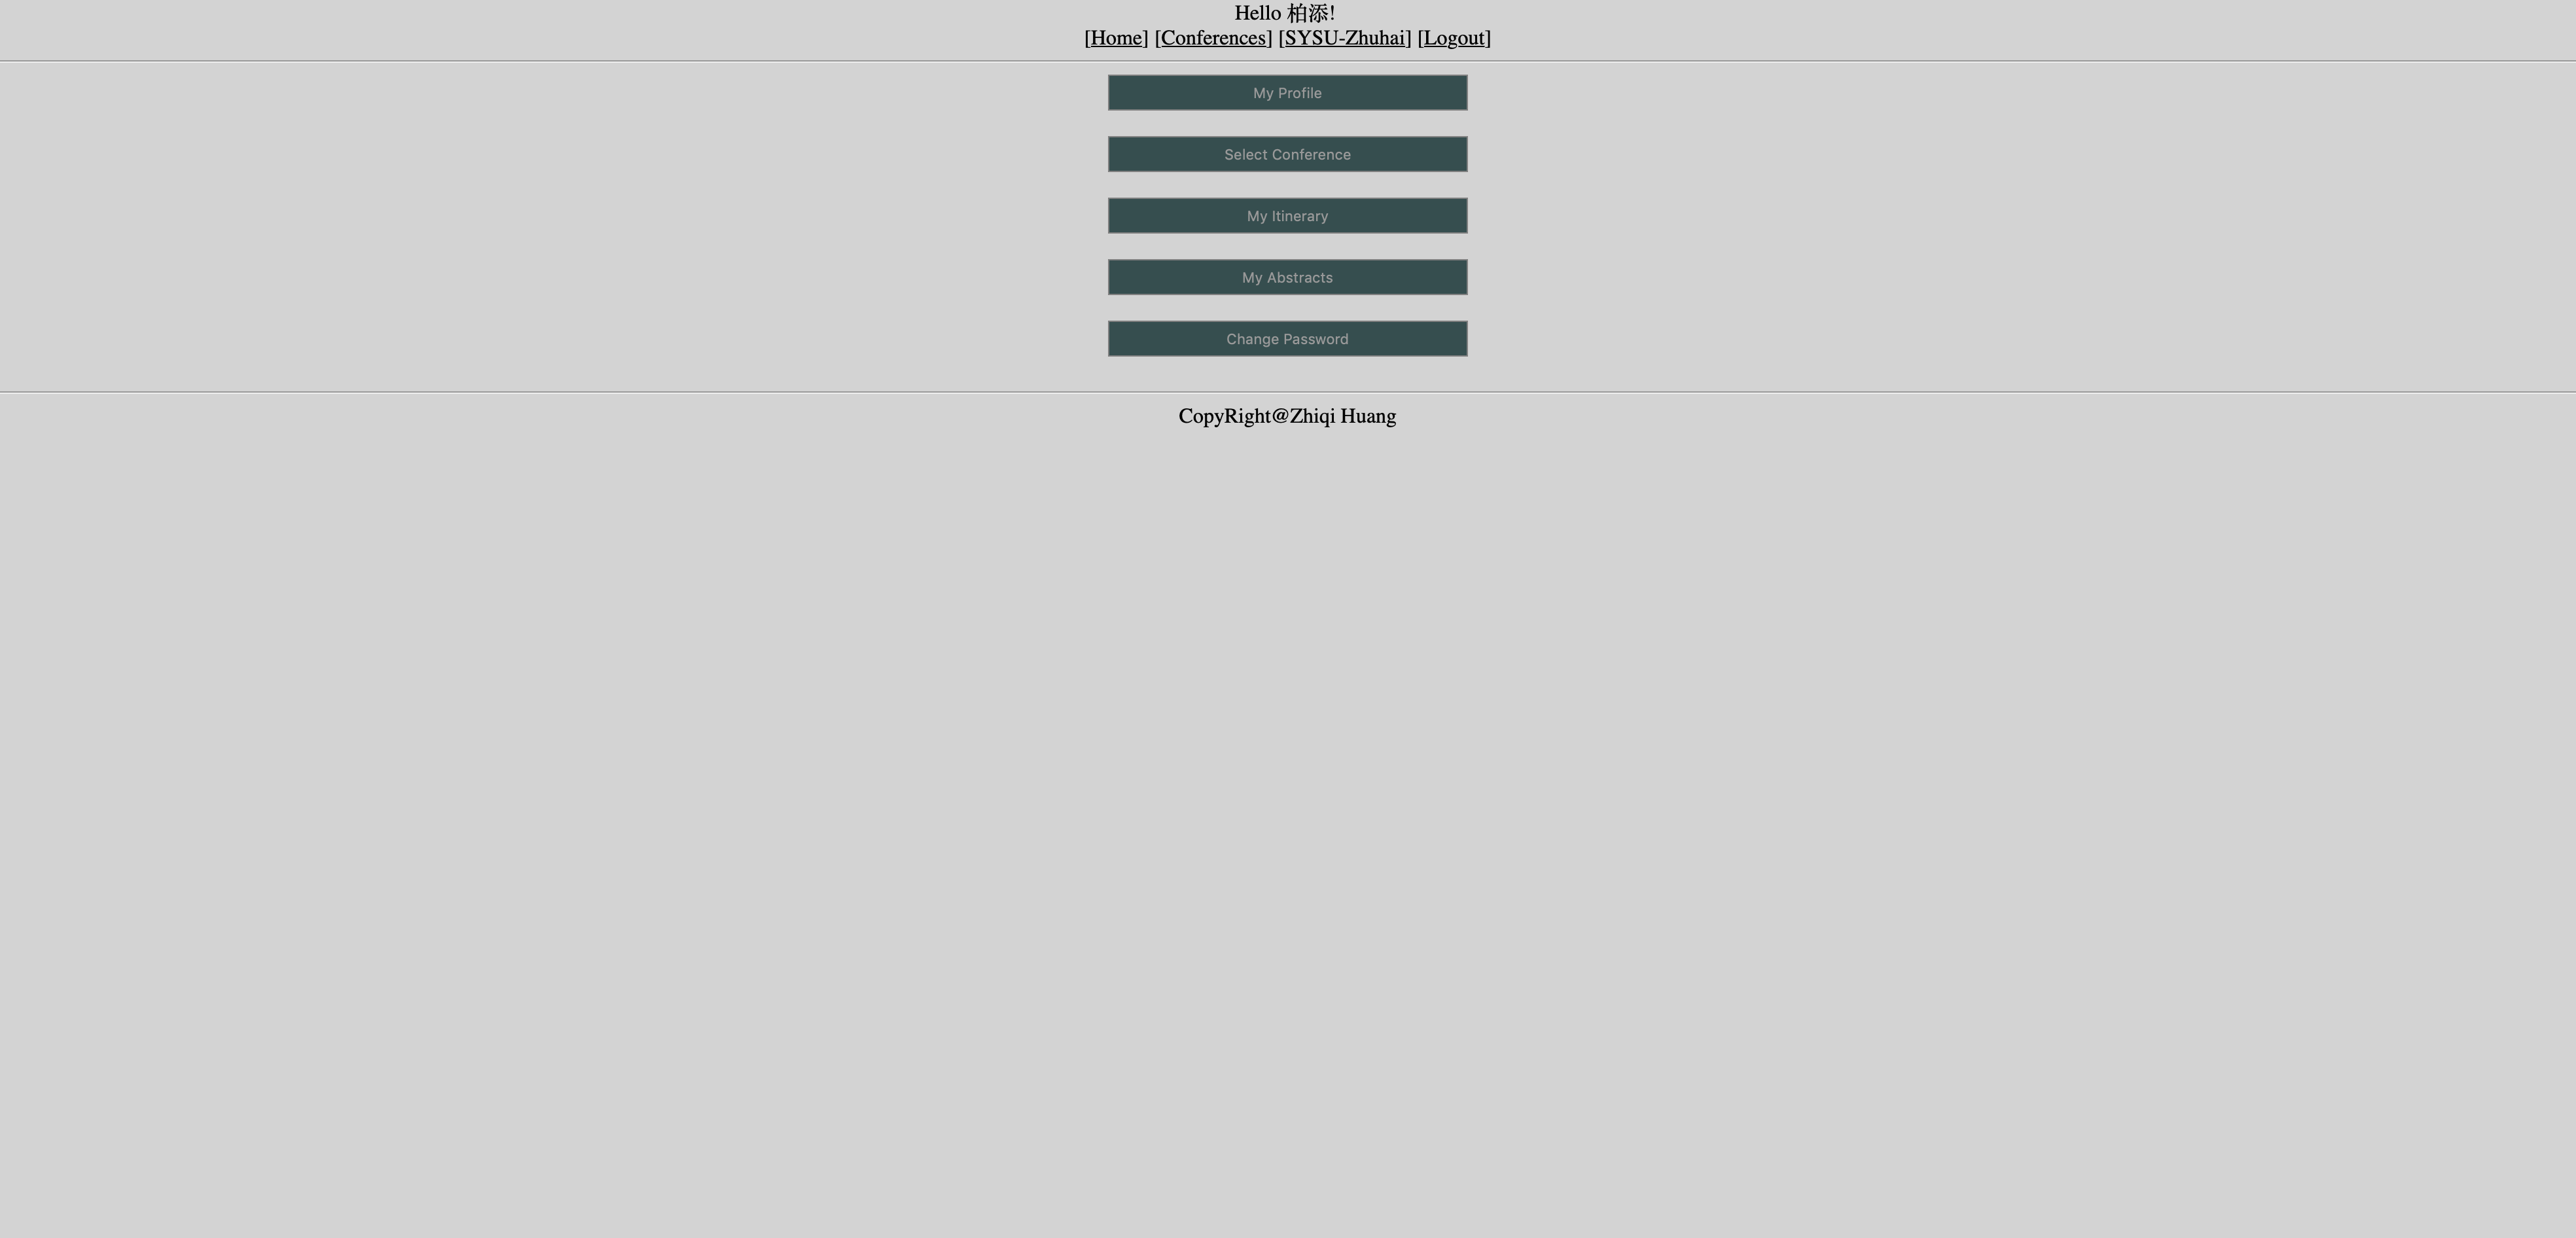 Hello 柏添!
[Home] [Conferences] [SYSU-Zhuhai] [Logout]
My Profile
Select Conference
My Itinerary
My Abstracts
Change Password
CopyRight@Zhiqi Huang